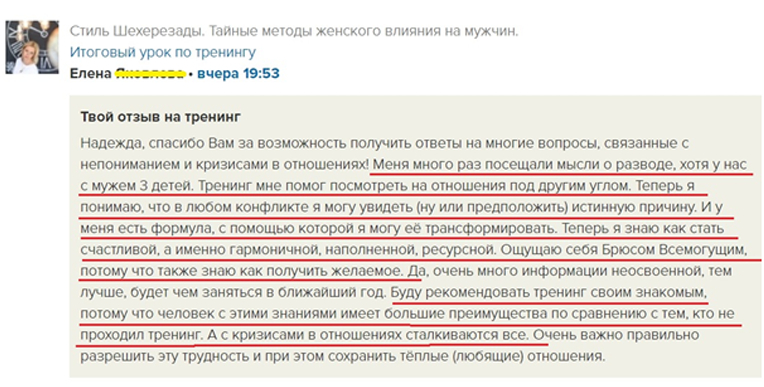 Стиль Шехерезады. Тайные методы женского влияния на мужчин.
Итоговый урок по тренингу
Елена • вчера 19:53
Твой отзыв на тренинг
Надежда, спасибо Вам за возможность получить ответы на многие вопросы, связанные с
непониманием и кризисами в отношениях! Меня много раз посещали мысли о разводе, хотя у нас
с мужем 3 детей. Тренинг мне помог посмотреть на отношения под другим углом. Теперь я
понимаю, что в любом конфликте я могу увидеть (ну или предположить) истинную причину. И у
меня есть формула, с помощью которой я могу её трансформировать. Теперь я знаю как стать
счастливой, а именно гармоничной, наполненной, ресурсной. Ощущаю себя Брюсом Всемогущим,
потому что также знаю как получить желаемое. Да, очень много информации неосвоенной, тем
лучше, будет чем заняться в ближайший год. Буду рекомендовать тренинг своим знакомым,
потому что человек с этими знаниями имеет большие преимущества по сравнению с тем, кто не
проходил тренинг. А с кризисами в отношениях сталкиваются все. Очень важно правильно
разрешить эту трудность и при этом сохранить тёплые (любящие) отношения.